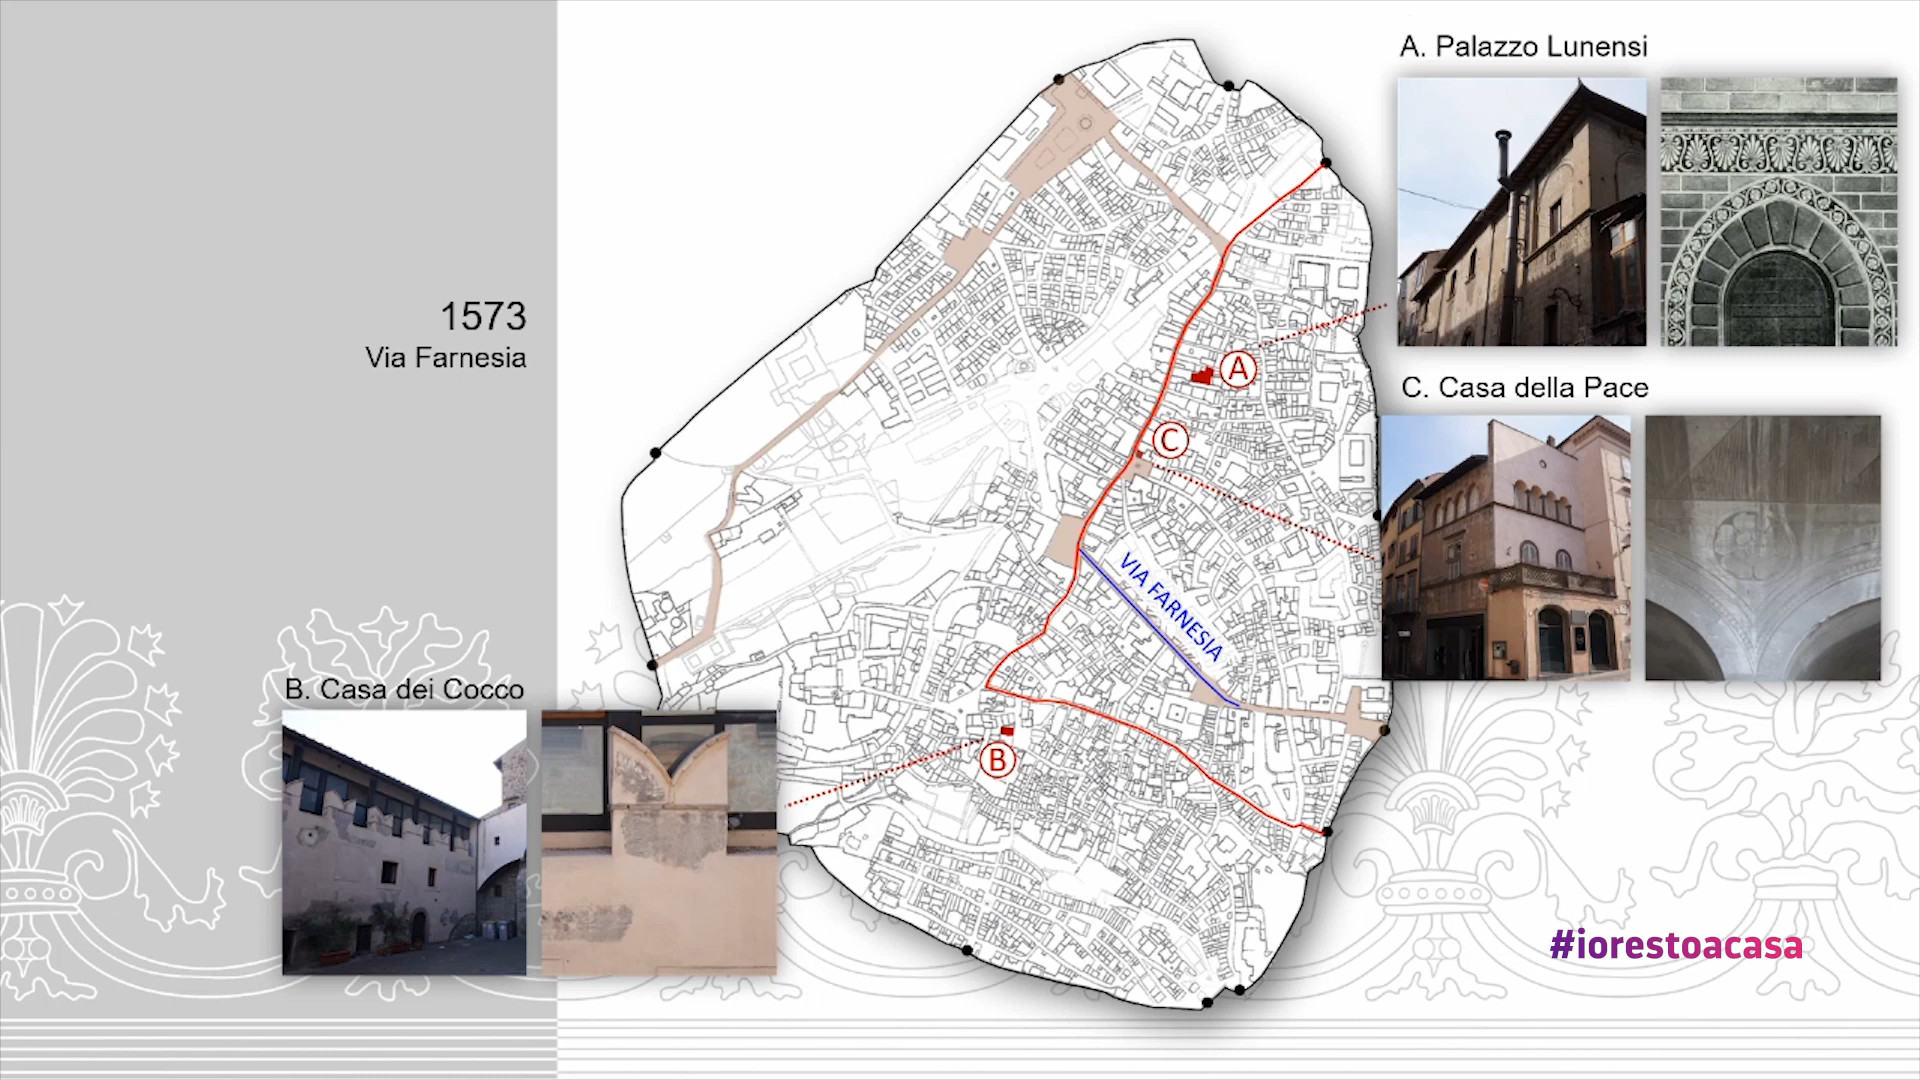 1573
Via Farnesia
A. Palazzo Lunensi
C. Casa della Pace
B. Casa dei Cocco
A
C
B
VIA FARNESIA
#iorestoacasa